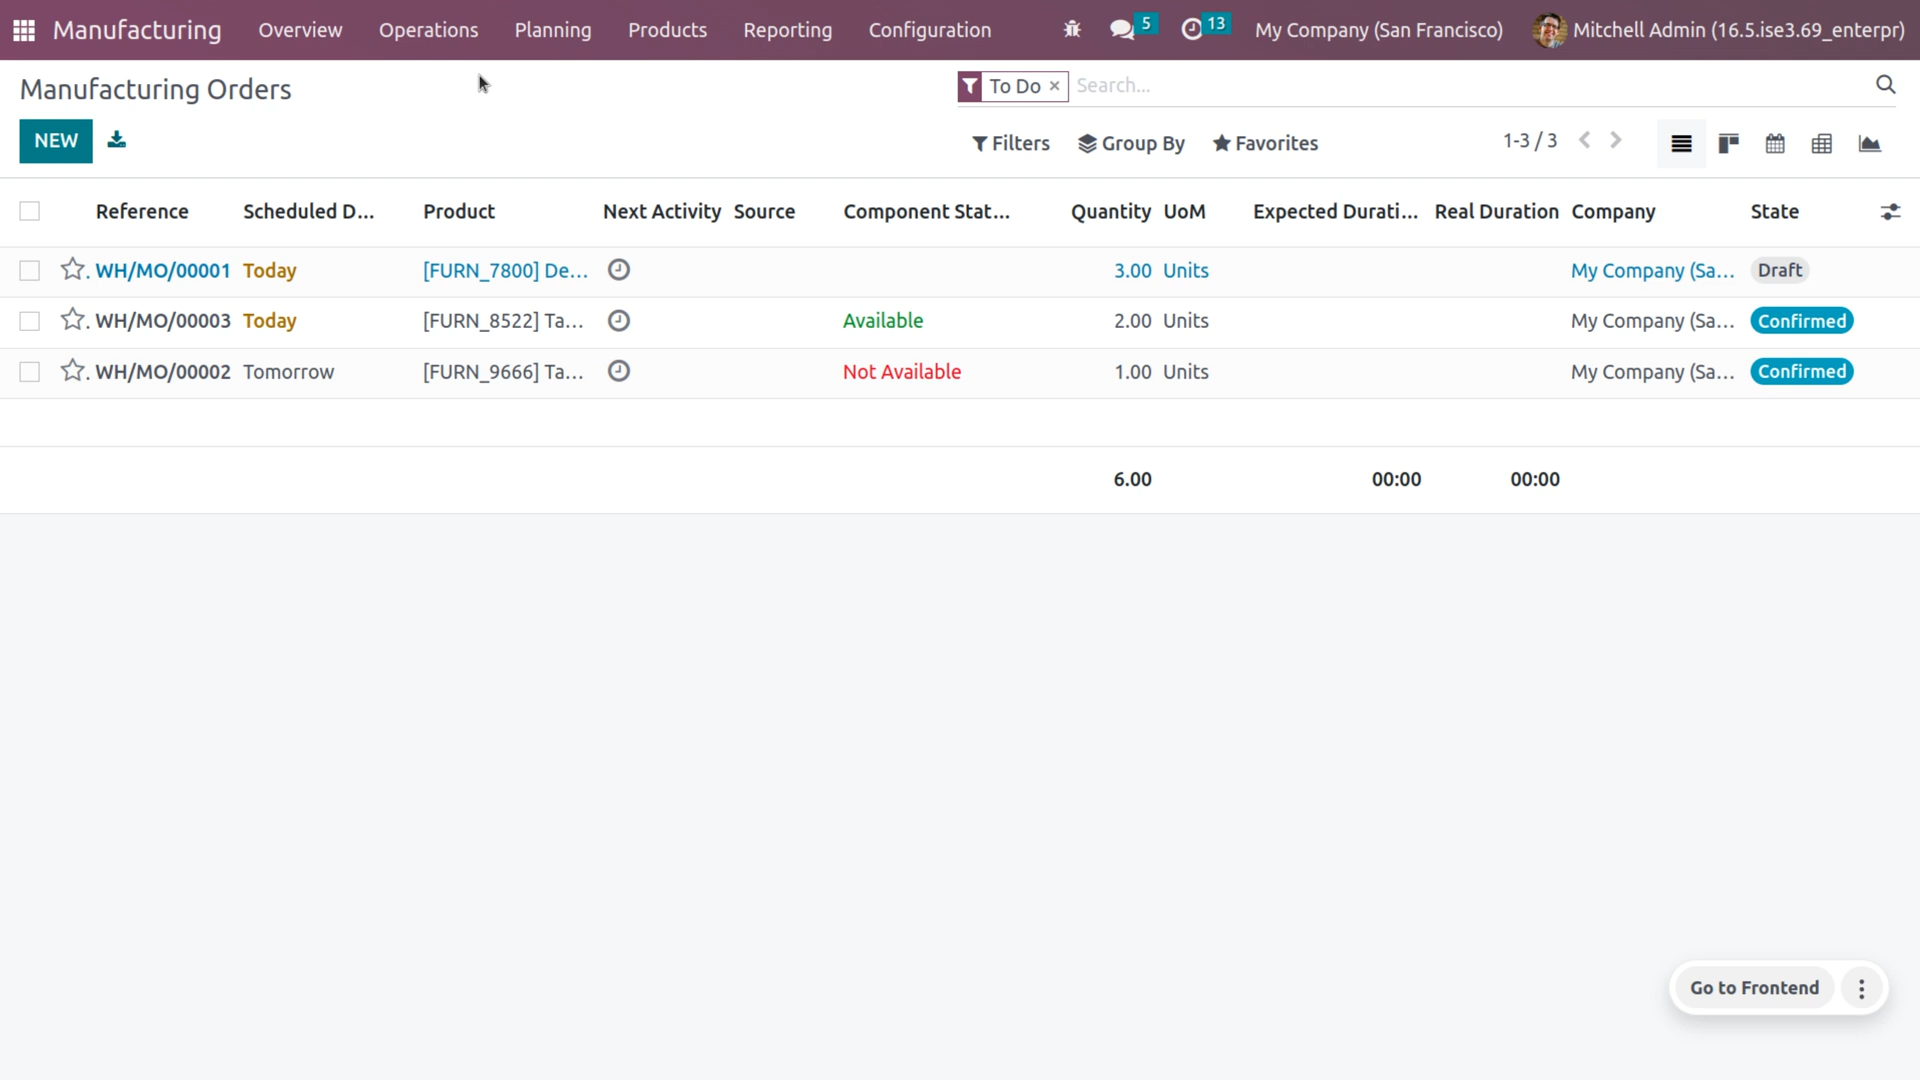 Manufacturing Overview Operations Planning Products Reporting Configuration 5 13 My Company (San Francisco) Mitchell Admin (16.5.ise3.69_enterpr)
Manufacturing Orders To Do × Search...
NEW Filters Group By Favorites 1-3 / 3
Reference Scheduled D... Product Next Activity Source Component Stat... Quantity UoM Expected Durati... Real Duration Company State
WH/MO/00001 Today [FURN_7800] De... 3.00 Units My Company (Sa... Draft
WH/MO/00003 Today [FURN_8522] Ta... Available 2.00 Units My Company (Sa... Confirmed
WH/MO/00002 Tomorrow [FURN_9666] Ta... Not Available 1.00 Units My Company (Sa... Confirmed
6.00 00:00 00:00
Go to Frontend